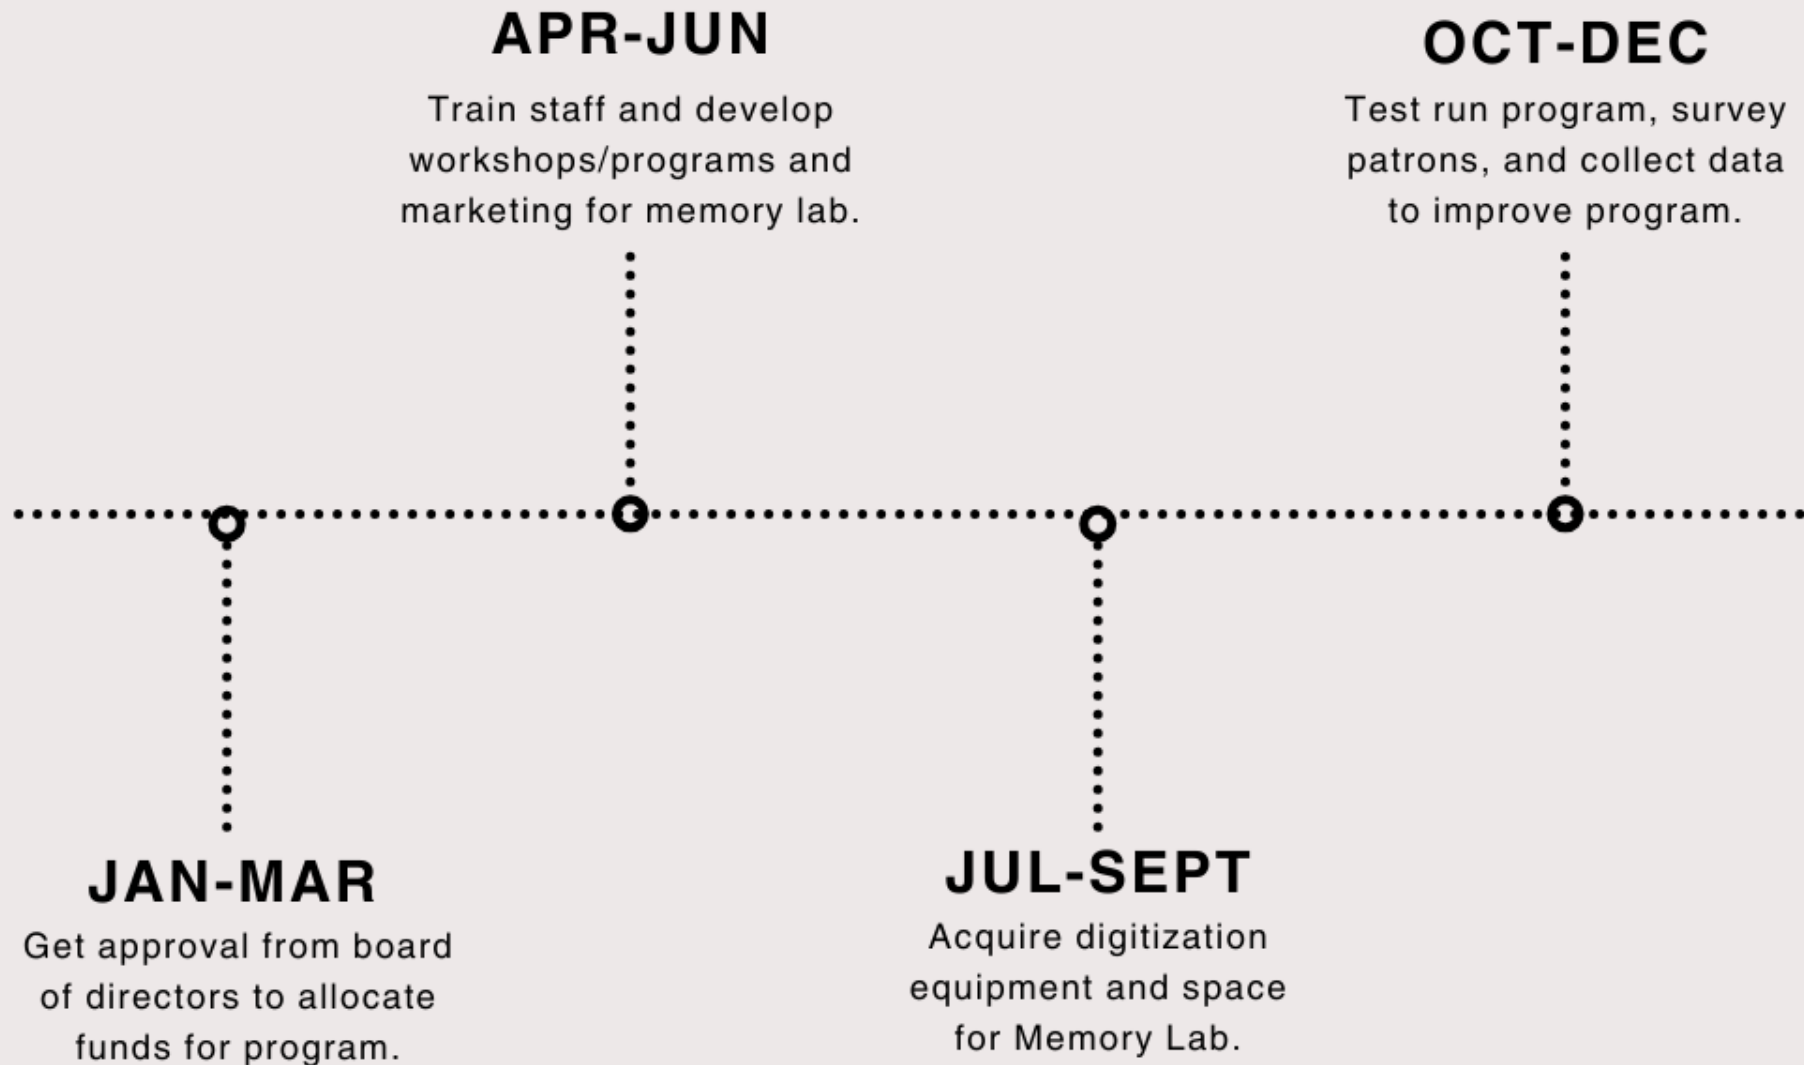 APR-JUN
Train staff and develop
workshops/programs and
marketing for memory lab.
OCT-DEC
Test run program, survey
patrons, and collect data
to improve program.
JAN-MAR
Get approval from board
of directors to allocate
funds for program.
JUL-SEPT
Acquire digitization
equipment and space
for Memory Lab.